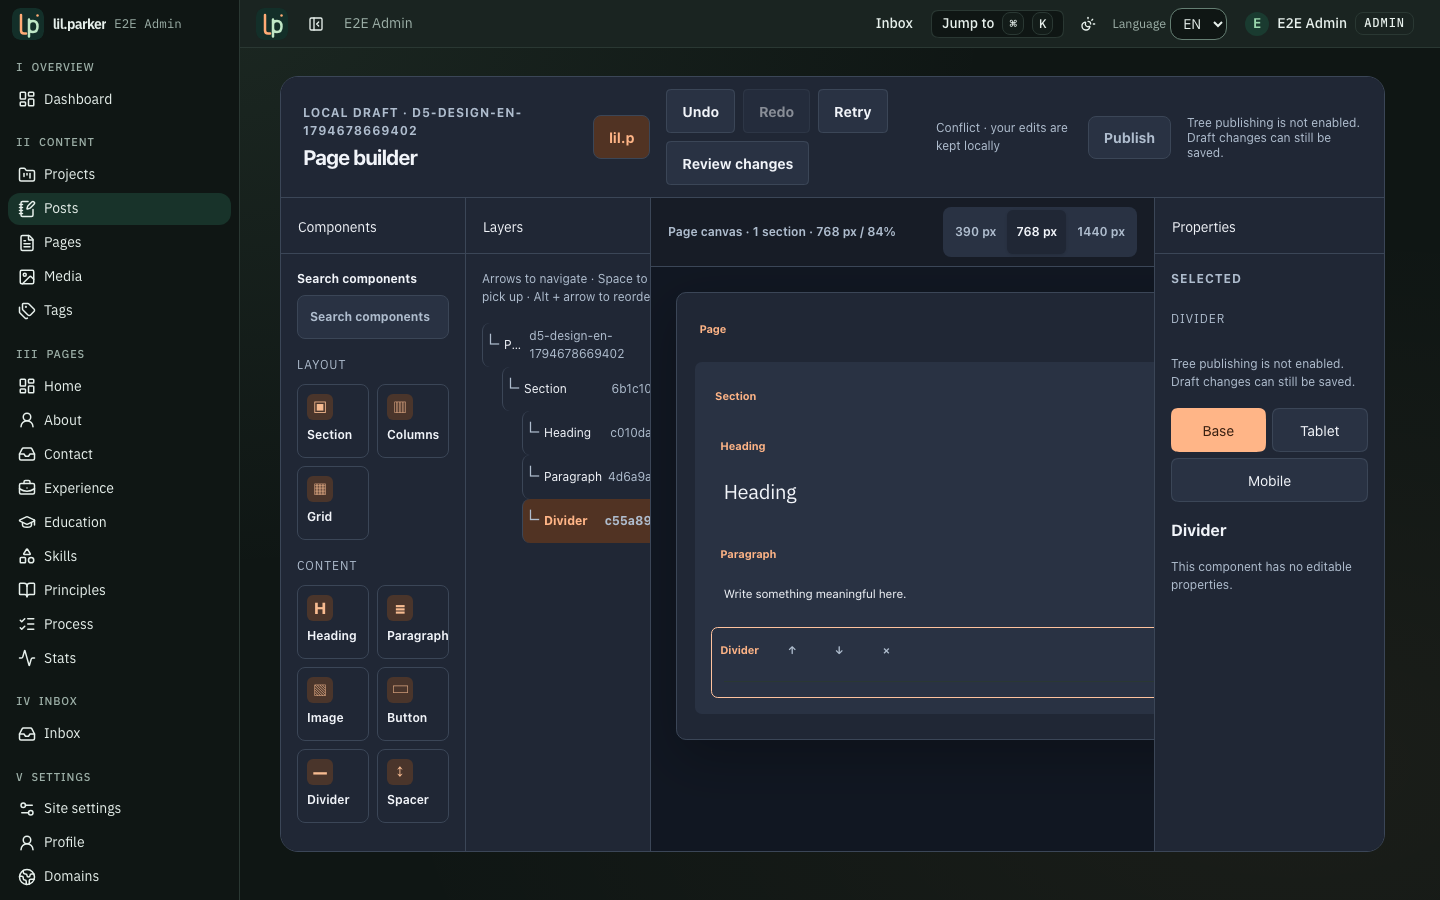 lp
lil.parker E2E Admin
I OVERVIEW
Dashboard
II CONTENT
Projects
Posts
Pages
Media
Tags
III PAGES
Home
About
Contact
Experience
Education
Skills
Principles
Process
Stats
IV INBOX
Inbox
V SETTINGS
Site settings
Profile
Domains
lp
E2E Admin
Inbox
Jump to ⌘ K
Language EN
E E2E Admin ADMIN
LOCAL DRAFT · D5-DESIGN-EN-
1794678669402
Page builder
lil.p
Undo
Redo
Retry
Review changes
Conflict · your edits are
kept locally
Publish
Tree publishing is not enabled.
Draft changes can still be
saved.
Components
Search components
Search components
LAYOUT
Section
Columns
Grid
CONTENT
H
Heading
Paragraph
Image
Button
Divider
Spacer
Layers
Arrows to navigate · Space to
pick up · Alt + arrow to reorde
P... d5-design-en-
1794678669402
Section 6b1c10
Heading c010da
Paragraph 4d6a9a
Divider c55a89
Page canvas · 1 section · 768 px / 84%
390 px
768 px
1440 px
Page
Section
Heading
Heading
Paragraph
Write something meaningful here.
Divider ↑ ↓ ×
Properties
SELECTED
DIVIDER
Tree publishing is not enabled.
Draft changes can still be saved.
Base
Tablet
Mobile
Divider
This component has no editable
properties.